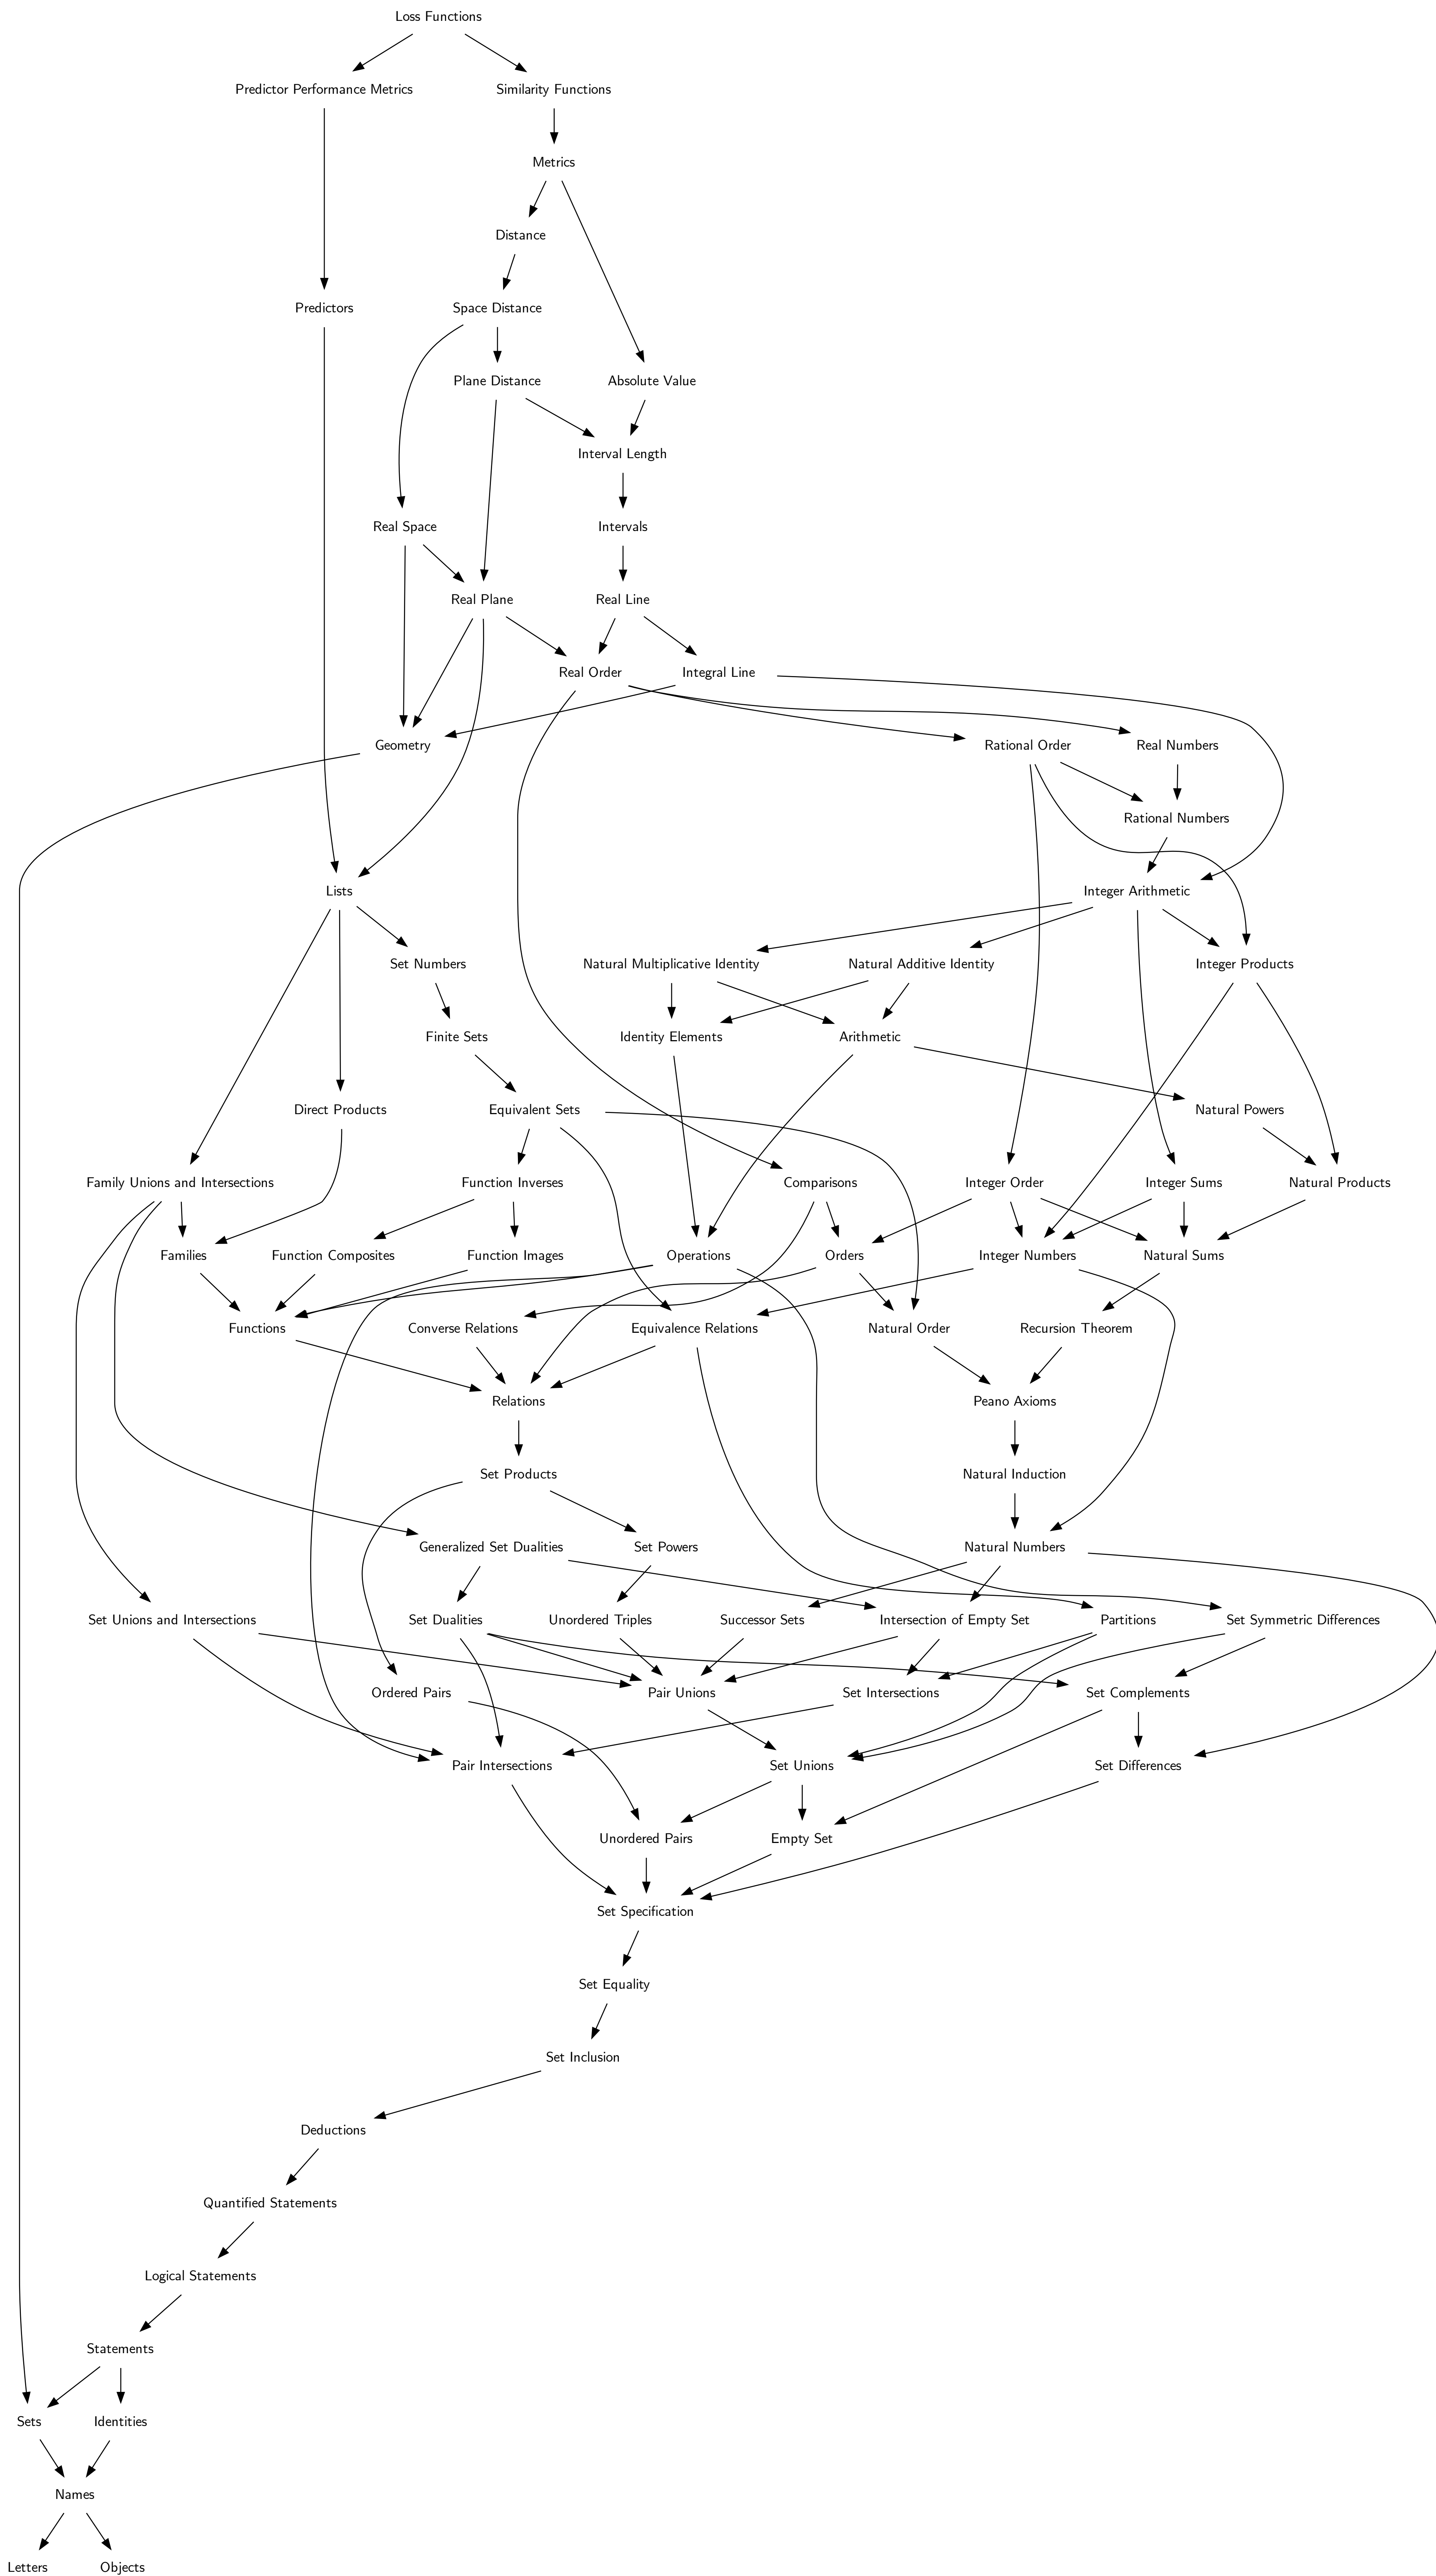 Loss Functions
Predictor Performance Metrics
Similarity Functions
Metrics
Distance
Predictors
Space Distance
Plane Distance
Absolute Value
Interval Length
Real Space
Intervals
Real Plane
Real Line
Real Order
Integral Line
Geometry
Rational Order
Real Numbers
Rational Numbers
Lists
Integer Arithmetic
Set Numbers
Natural Multiplicative Identity
Natural Additive Identity
Integer Products
Finite Sets
Identity Elements
Arithmetic
Direct Products
Equivalent Sets
Natural Powers
Family Unions and Intersections
Function Inverses
Comparisons
Integer Order
Integer Sums
Natural Products
Families
Function Composites
Function Images
Operations
Orders
Integer Numbers
Natural Sums
Functions
Converse Relations
Equivalence Relations
Natural Order
Recursion Theorem
Relations
Peano Axioms
Set Products
Natural Induction
Generalized Set Dualities
Set Powers
Natural Numbers
Set Unions and Intersections
Set Dualities
Unordered Triples
Successor Sets
Intersection of Empty Set
Partitions
Set Symmetric Differences
Ordered Pairs
Pair Unions
Set Intersections
Set Complements
Pair Intersections
Set Unions
Set Differences
Unordered Pairs
Empty Set
Set Specification
Set Equality
Set Inclusion
Deductions
Quantified Statements
Logical Statements
Statements
Sets
Identities
Names
Letters
Objects